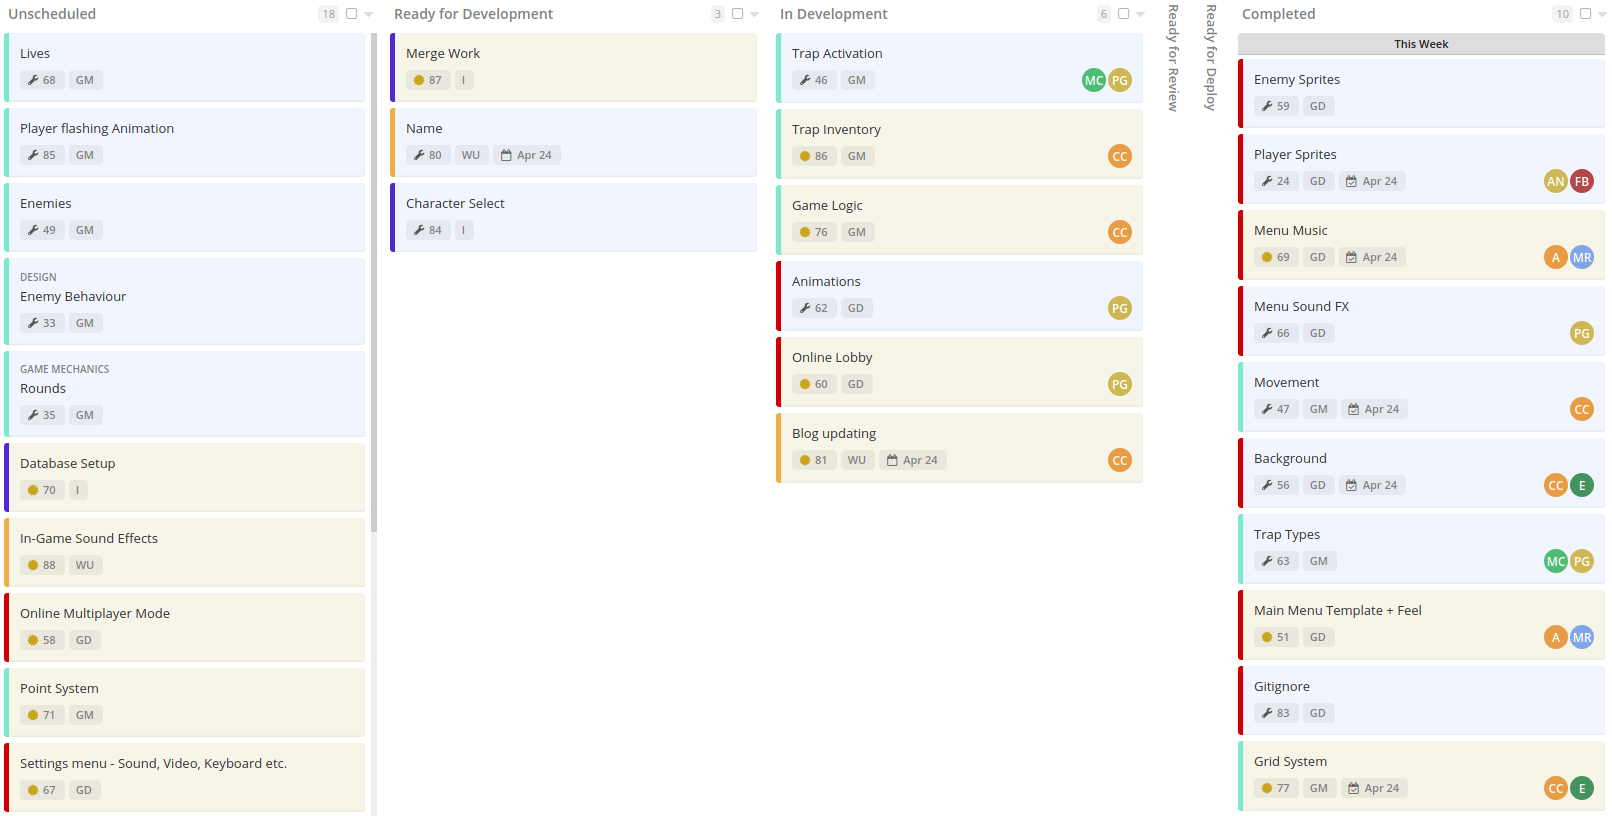 Unscheduled 18
Lives
68 GM
Player flashing Animation
85 GM
Enemies
49 GM
DESIGN
Enemy Behaviour
33 GM
GAME MECHANICS
Rounds
35 GM
Database Setup
70 I
In-Game Sound Effects
88 WU
Online Multiplayer Mode
58 GD
Point System
71 GM
Settings menu - Sound, Video, Keyboard etc.
67 GD
Ready for Development 3
Merge Work
87 I
Name
80 WU Apr 24
Character Select
84 I
In Development 6
Trap Activation
46 GM MC PG
Trap Inventory
86 GM CC
Game Logic
76 GM CC
Animations
62 GD PG
Online Lobby
60 GD PG
Blog updating
81 WU Apr 24 CC
Ready for Review
Ready for Deploy
Completed 10
This Week
Enemy Sprites
59 GD
Player Sprites
24 GD Apr 24 AN FB
Menu Music
69 GD Apr 24 A MR
Menu Sound FX
66 GD PG
Movement
47 GM Apr 24 CC
Background
56 GD Apr 24 CC E
Trap Types
63 GM MC PG
Main Menu Template + Feel
51 GD A MR
Gitignore
83 GD
Grid System
77 GM Apr 24 CC E